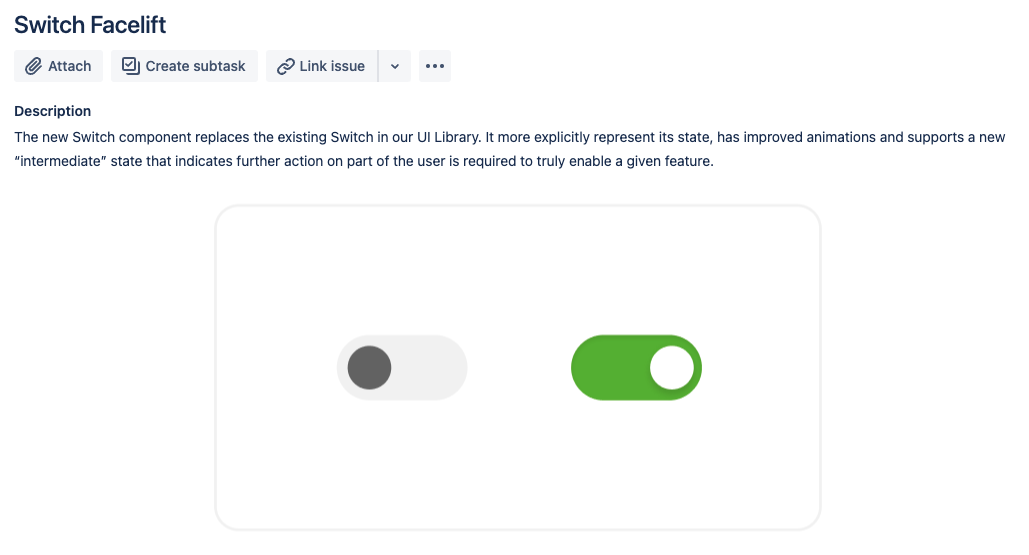 Switch Facelift
Attach
Create subtask
Link issue
Description
The new Switch component replaces the existing Switch in our UI Library. It more explicitly represent its state, has improved animations and supports a new
“intermediate” state that indicates further action on part of the user is required to truly enable a given feature.